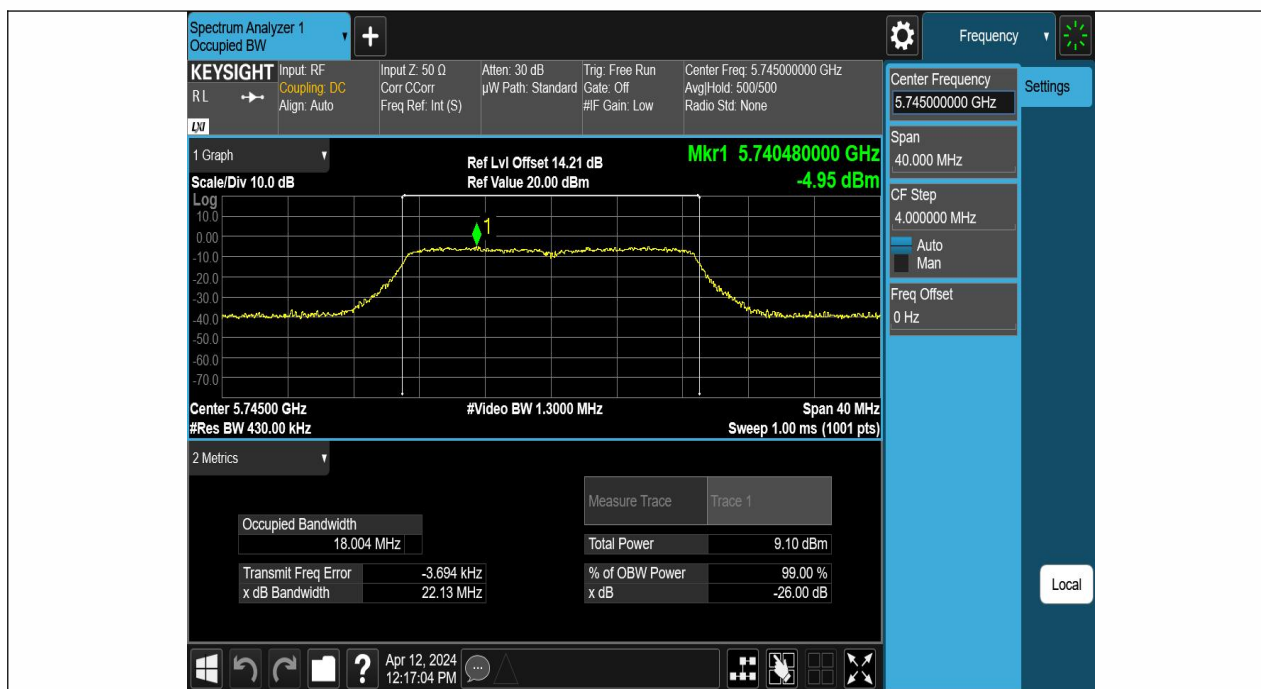 Spectrum Analyzer 1
Occupied BW
+
Frequency
KEYSIGHT
R L
LXI
Input: RF
Coupling: DC
Align: Auto
Input Z: 50 Ω
Corr CCorr
Freq Ref: Int (S)
Atten: 30 dB
µW Path: Standard
Trig: Free Run
Gate: Off
#IF Gain: Low
Center Freq: 5.745000000 GHz
Avg|Hold: 500/500
Radio Std: None
Center Frequency
5.745000000 GHz
Settings
Span
40.000 MHz
CF Step
4.000000 MHz
Auto
Man
Freq Offset
0 Hz
Local
1 Graph
Scale/Div 10.0 dB
Ref Lvl Offset 14.21 dB
Ref Value 20.00 dBm
Mkr1 5.740480000 GHz
-4.95 dBm
Log
10.0
0.00
-10.0
-20.0
-30.0
-40.0
-50.0
-60.0
-70.0
1
Center 5.74500 GHz
#Res BW 430.00 kHz
#Video BW 1.3000 MHz
Span 40 MHz
Sweep 1.00 ms (1001 pts)
2 Metrics
Measure Trace Trace 1
Occupied Bandwidth
18.004 MHz
Total Power 9.10 dBm
Transmit Freq Error -3.694 kHz
% of OBW Power 99.00 %
x dB Bandwidth 22.13 MHz
x dB -26.00 dB
?
Apr 12, 2024
12:17:04 PM